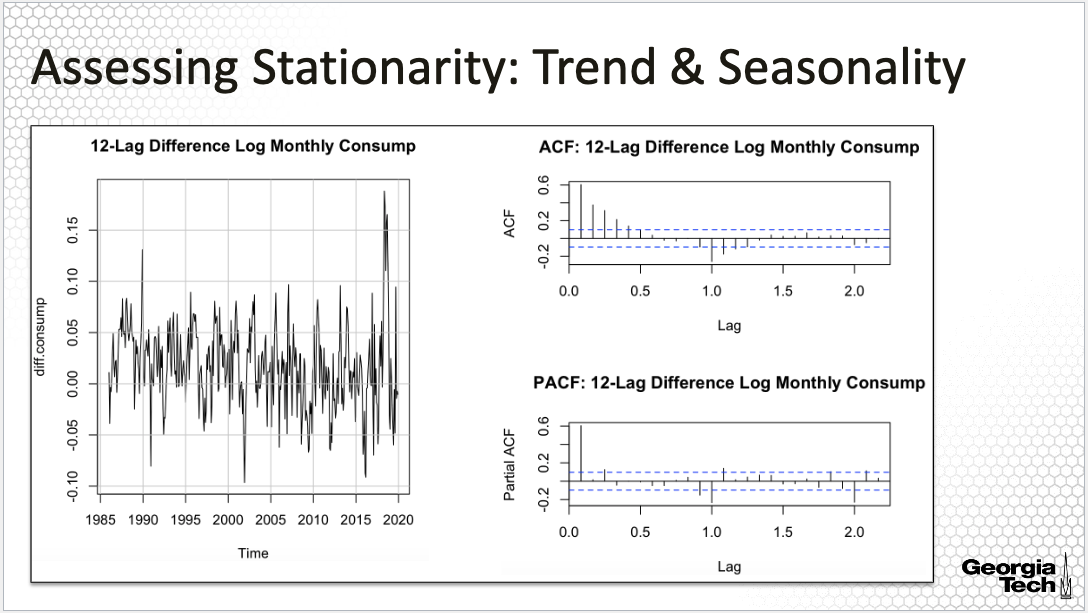 Assessing Stationarity: Trend & Seasonality
12-Lag Difference Log Monthly Consump
diff.consump
0.15
0.10
0.05
0.00
-0.05
-0.10
1985 1990 1995 2000 2005 2010 2015 2020
Time
ACF: 12-Lag Difference Log Monthly Consump
ACF
0.6
0.2
-0.2
0.0 0.5 1.0 1.5 2.0
Lag
PACF: 12-Lag Difference Log Monthly Consump
Partial ACF
0.6
0.2
-0.2
0.0 0.5 1.0 1.5 2.0
Lag
Georgia
Tech